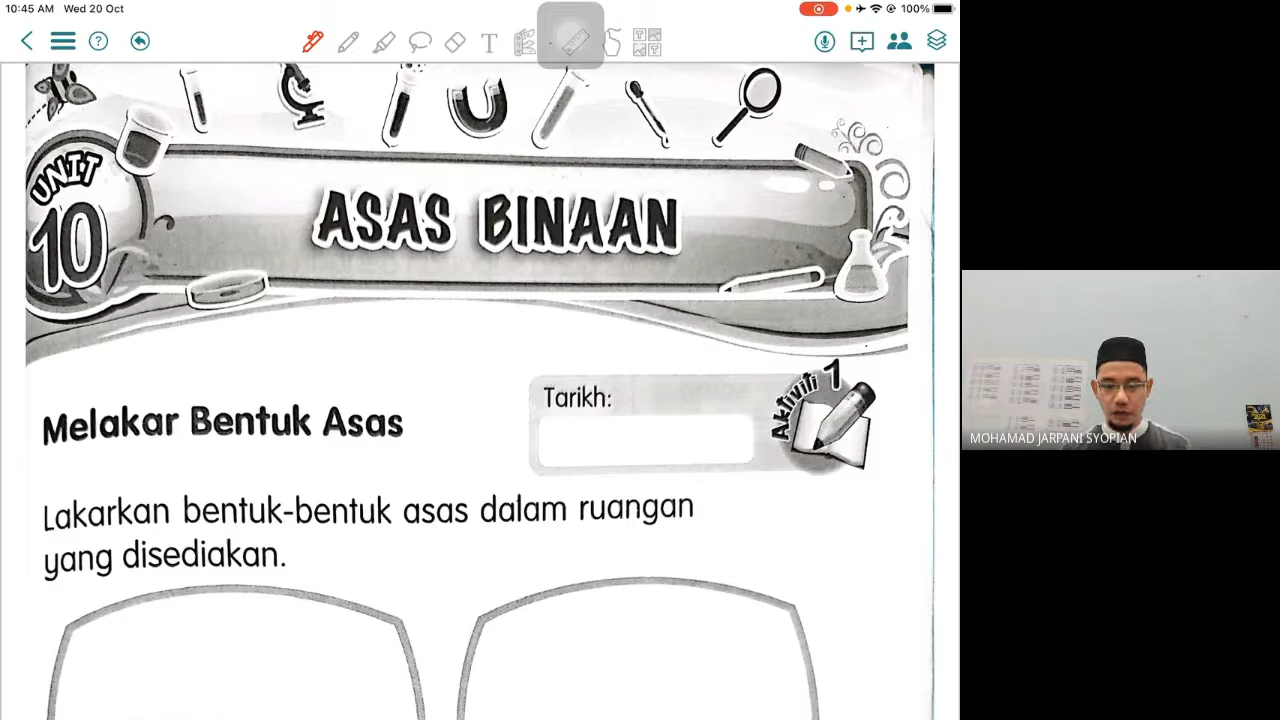 10:45 AM Wed 20 Oct
100%
UNIT
10
ASAS BINAAN
Melakar Bentuk Asas
Tarikh:
Aktiviti 1
Lakarkan bentuk-bentuk asas dalam ruangan
yang disediakan.
MOHAMAD JARPANI SYOPIAN